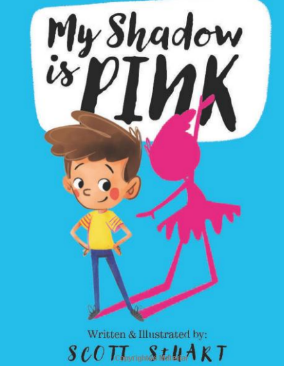 My Shadow
is PINK
Written & Illustrated by:
SCOTT StUART